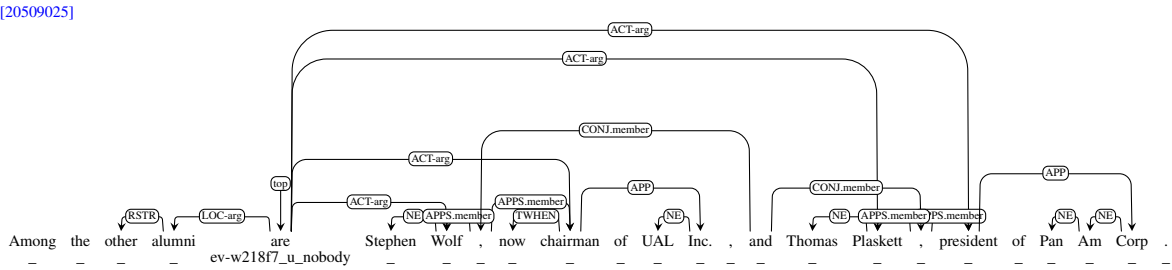 [20509025]
ACT-arg
ACT-arg
CONJ.member
ACT-arg
APP
top CONJ.member APP
ACT-arg APPS.member
RSTR LOC-arg NE APPS.member TWHEN NE NE APPS.member PS.member NE NE
Among the other alumni are Stephen Wolf , now chairman of UAL Inc. , and Thomas Plaskett , president of Pan Am Corp .
_ _ _ _ ev-w218f7_u_nobody _ _ _ _ _ _ _ _ _ _ _ _ _ _ _ _ _ _ _